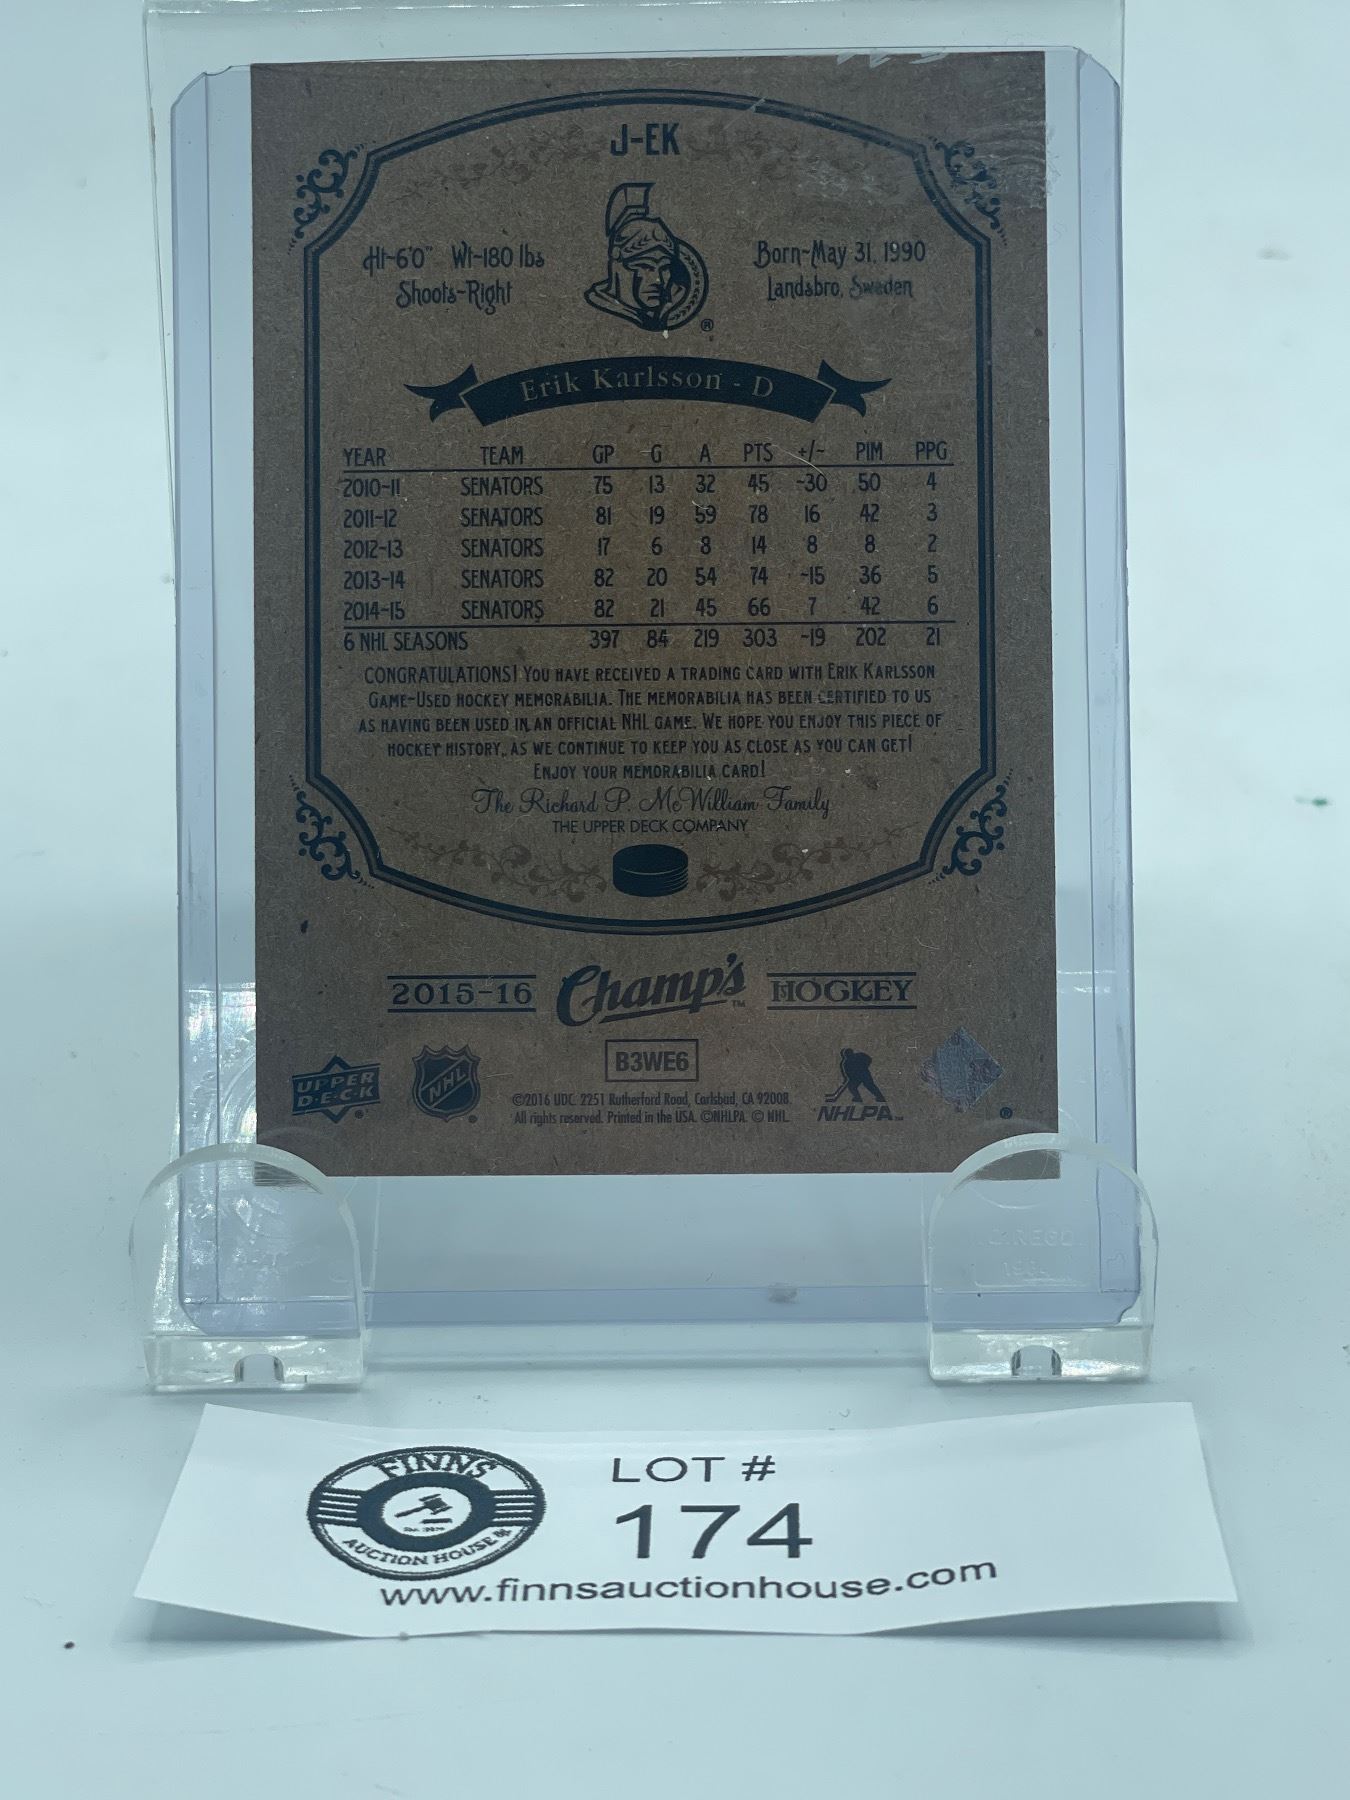 J-EK
Ht-6'0" Wt-180 lbs
Shoots-Right
Born-May 31, 1990
Landsbro, Sweden
®
Erik Karlsson - D
YEAR TEAM GP G A PTS +/- PIM PPG
2010-11 SENATORS 75 13 32 45 -30 50 4
2011-12 SENATORS 81 19 59 78 16 42 3
2012-13 SENATORS 17 6 8 14 8 8 2
2013-14 SENATORS 82 20 54 74 -15 36 5
2014-15 SENATORS 82 21 45 66 7 42 6
6 NHL SEASONS 397 84 219 303 -19 202 21
CONGRATULATIONS! YOU HAVE RECEIVED A TRADING CARD WITH ERIK KARLSSON
GAME-USED HOCKEY MEMORABILIA. THE MEMORABILIA HAS BEEN CERTIFIED TO US
AS HAVING BEEN USED IN AN OFFICIAL NHL GAME. WE HOPE YOU ENJOY THIS PIECE OF
HOCKEY HISTORY, AS WE CONTINUE TO KEEP YOU AS CLOSE AS YOU CAN GET!
ENJOY YOUR MEMORABILIA CARD!
The Richard P. McWilliam Family
THE UPPER DECK COMPANY
2015-16 Champ's™ HOCKEY
B3WE6
UPPER DECK®
NHL®
©2016 UDC. 2251 Rutherford Road, Carlsbad, CA 92008.
All rights reserved. Printed in the USA. ©NHLPA. © NHL.
NHLPA™
®
FINNS
AUCTION HOUSE
LOT #
174
www.finnsauctionhouse.com